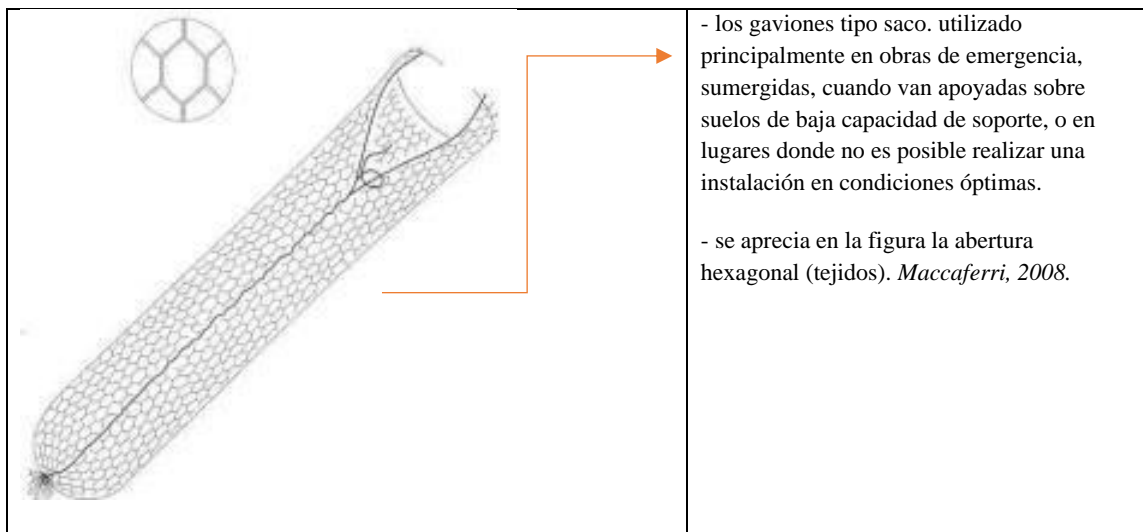 - los gaviones tipo saco. utilizado
principalmente en obras de emergencia,
sumergidas, cuando van apoyadas sobre
suelos de baja capacidad de soporte, o en
lugares donde no es posible realizar una
instalación en condiciones óptimas.
- se aprecia en la figura la abertura
hexagonal (tejidos). Maccaferri, 2008.